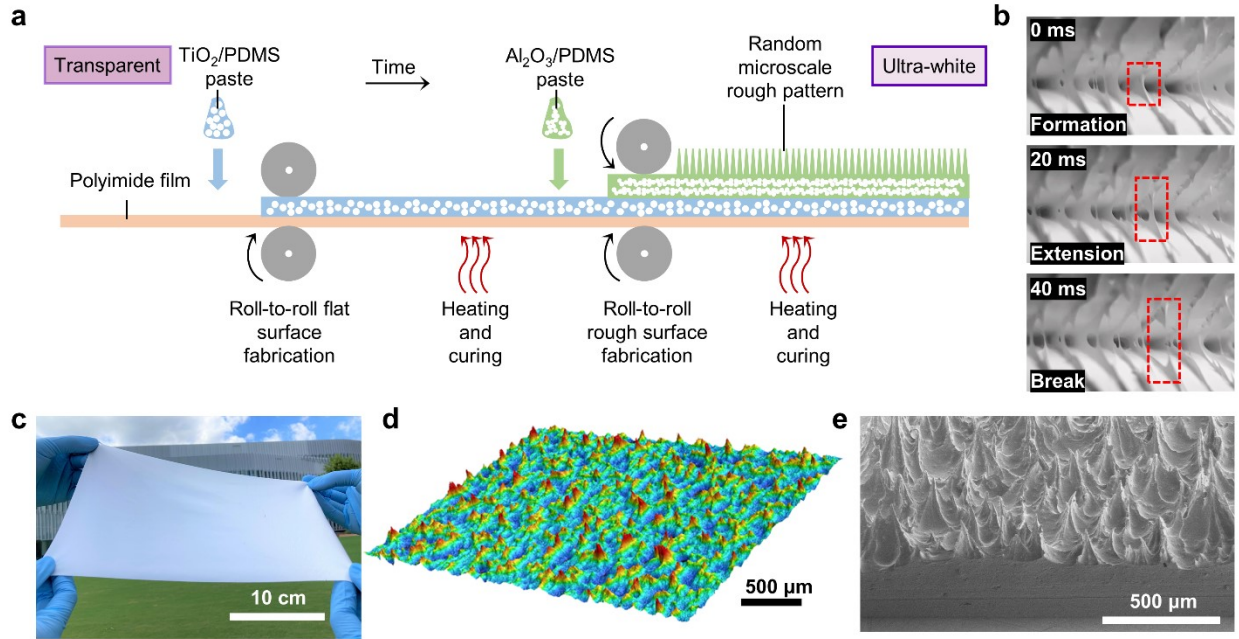 a
Transparent
TiO₂/PDMS
paste
Time
Al₂O₃/PDMS
paste
Random
microscale
rough pattern
Ultra-white
Polyimide film
Roll-to-roll flat
surface
fabrication
Heating
and
curing
Roll-to-roll
rough surface
fabrication
Heating
and
curing
b
0 ms
Formation
20 ms
Extension
40 ms
Break
c
10 cm
d
500 µm
e
500 µm